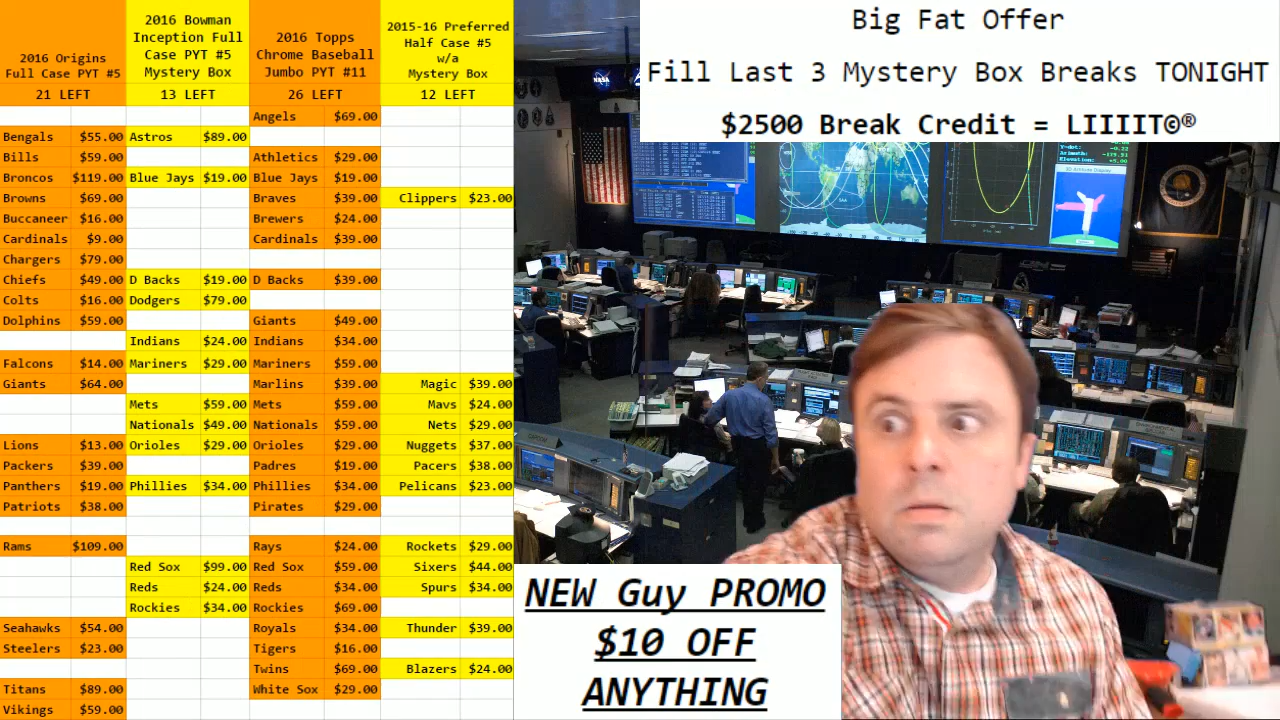 2016 Origins
Full Case PYT #5
2016 Bowman
Inception Full
Case PYT #5
Mystery Box
2016 Topps
Chrome Baseball
Jumbo PYT #11
2015-16 Preferred
Half Case #5
w/a
Mystery Box
21 LEFT 13 LEFT 26 LEFT 12 LEFT
Angels $69.00
Bengals $55.00 Astros $89.00
Bills $59.00 Athletics $29.00
Broncos $119.00 Blue Jays $19.00 Blue Jays $19.00
Browns $69.00 Braves $39.00 Clippers $23.00
Buccaneer $16.00 Brewers $24.00
Cardinals $9.00 Cardinals $39.00
Chargers $79.00
Chiefs $49.00 D Backs $19.00 D Backs $39.00
Colts $16.00 Dodgers $79.00
Dolphins $59.00 Giants $49.00
Indians $24.00 Indians $34.00
Falcons $14.00 Mariners $29.00 Mariners $59.00
Giants $64.00 Marlins $39.00 Magic $39.00
Mets $59.00 Mets $59.00 Mavs $24.00
Nationals $49.00 Nationals $59.00 Nets $29.00
Lions $13.00 Orioles $29.00 Orioles $29.00 Nuggets $37.00
Packers $39.00 Padres $19.00 Pacers $38.00
Panthers $19.00 Phillies $34.00 Phillies $34.00 Pelicans $23.00
Patriots $38.00 Pirates $29.00
Rams $109.00 Rays $24.00 Rockets $29.00
Red Sox $99.00 Red Sox $59.00 Sixers $44.00
Reds $24.00 Reds $34.00 Spurs $34.00
Rockies $34.00 Rockies $69.00
Seahawks $54.00 Royals $34.00 Thunder $39.00
Steelers $23.00 Tigers $16.00
Twins $69.00 Blazers $24.00
Titans $89.00 White Sox $29.00
Vikings $59.00
Big Fat Offer
Fill Last 3 Mystery Box Breaks TONIGHT
$2500 Break Credit = LIIIIT©®
NASA
NEW Guy PROMO
$10 OFF
ANYTHING